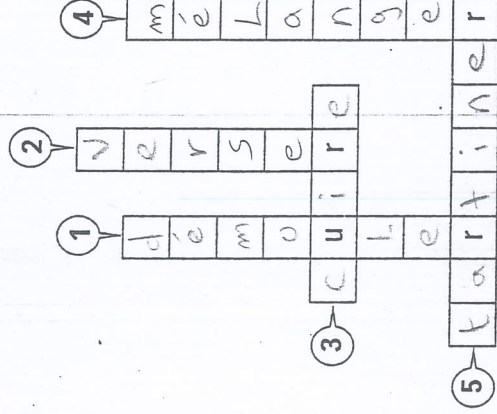 1 démouLer
2 verSer
3 cuire
4 méLanger
5 tartiner